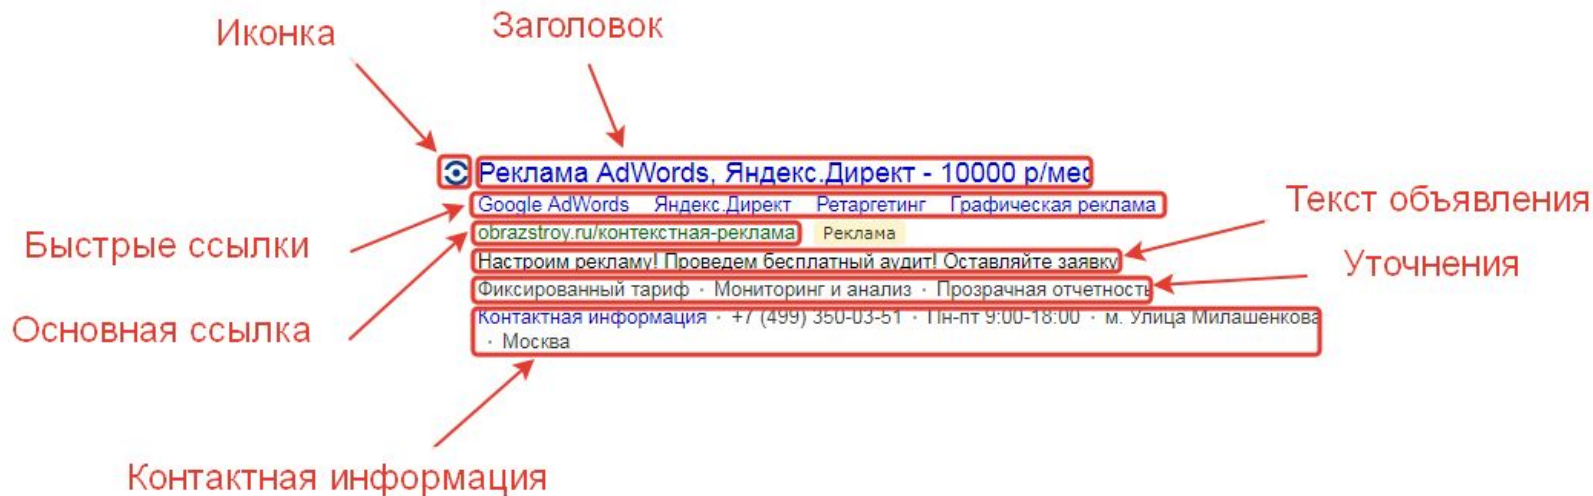 Иконка
Заголовок
Реклама AdWords, Яндекс.Директ - 10000 р/мес
Google AdWords Яндекс.Директ Ретаргетинг Графическая реклама
Текст объявления
Быстрые ссылки
obrazstroy.ru/контекстная-реклама Реклама
Настроим рекламу! Проведем бесплатный аудит! Оставляйте заявку
Уточнения
Фиксированный тариф · Мониторинг и анализ · Прозрачная отчетность
Основная ссылка
Контактная информация · +7 (499) 350-03-51 · Пн-пт 9:00-18:00 · м. Улица Милашенкова
· Москва
Контактная информация